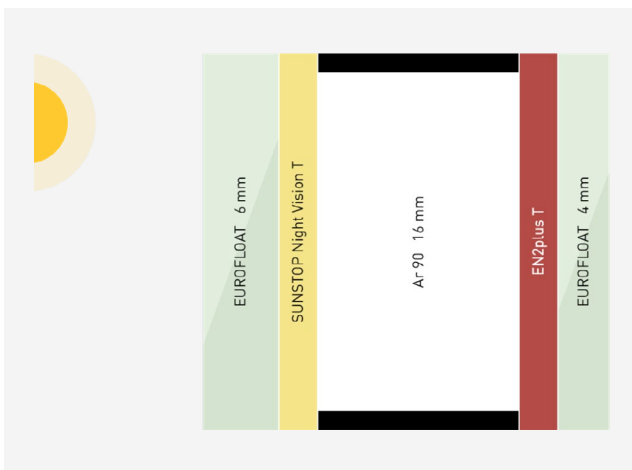 EUROFLOAT 6 mm
SUNSTOP Night Vision T
Ar 90 16 mm
EN2plus T
EUROFLOAT 4 mm